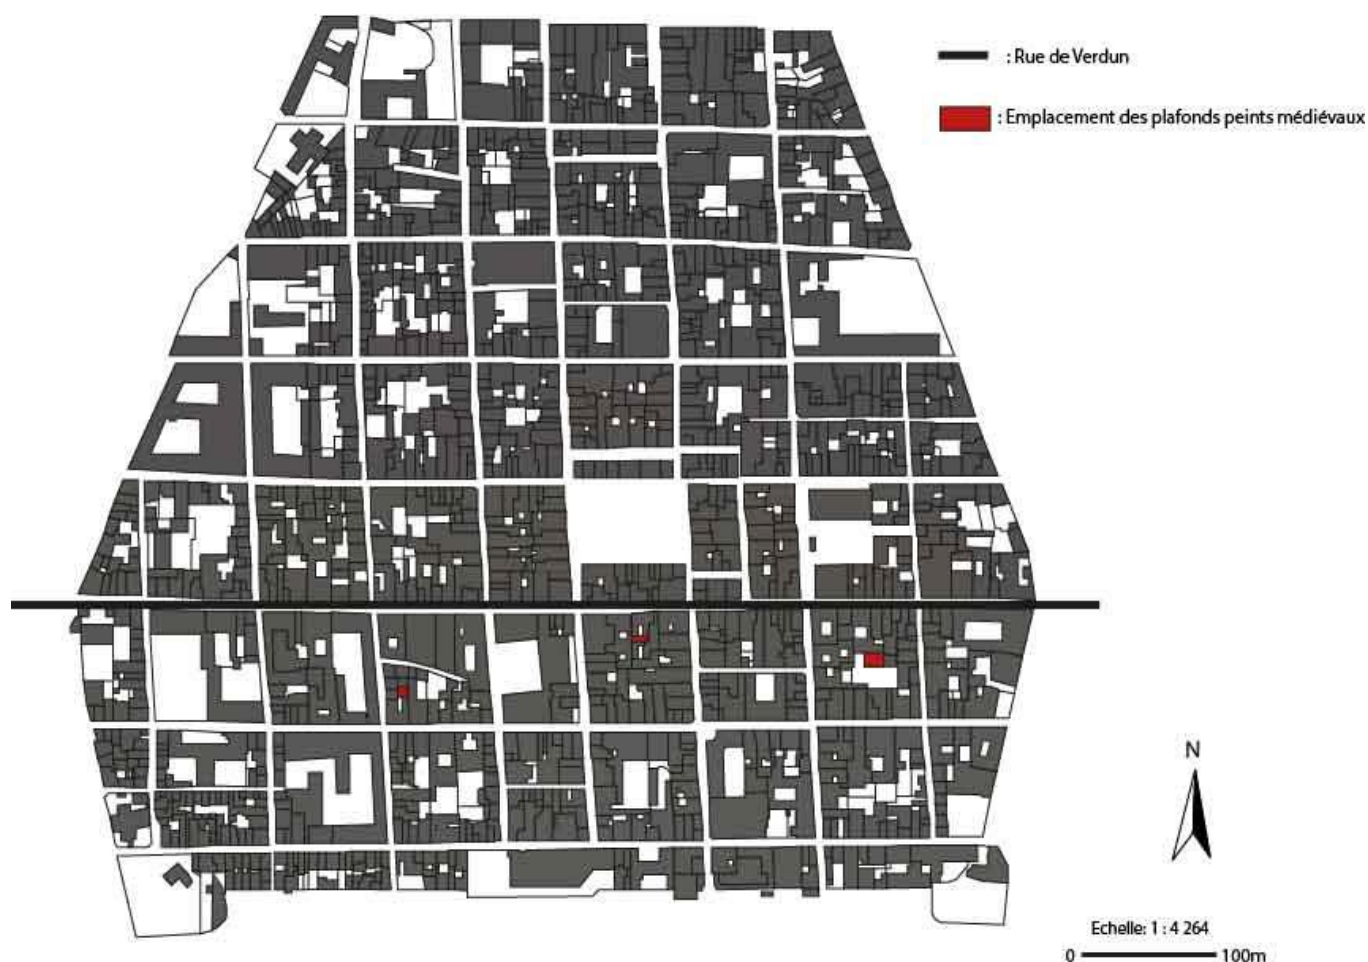 : Rue de Verdun
: Emplacement des plafonds peints médiévaux
N
Echelle: 1 : 4 264
0 100m